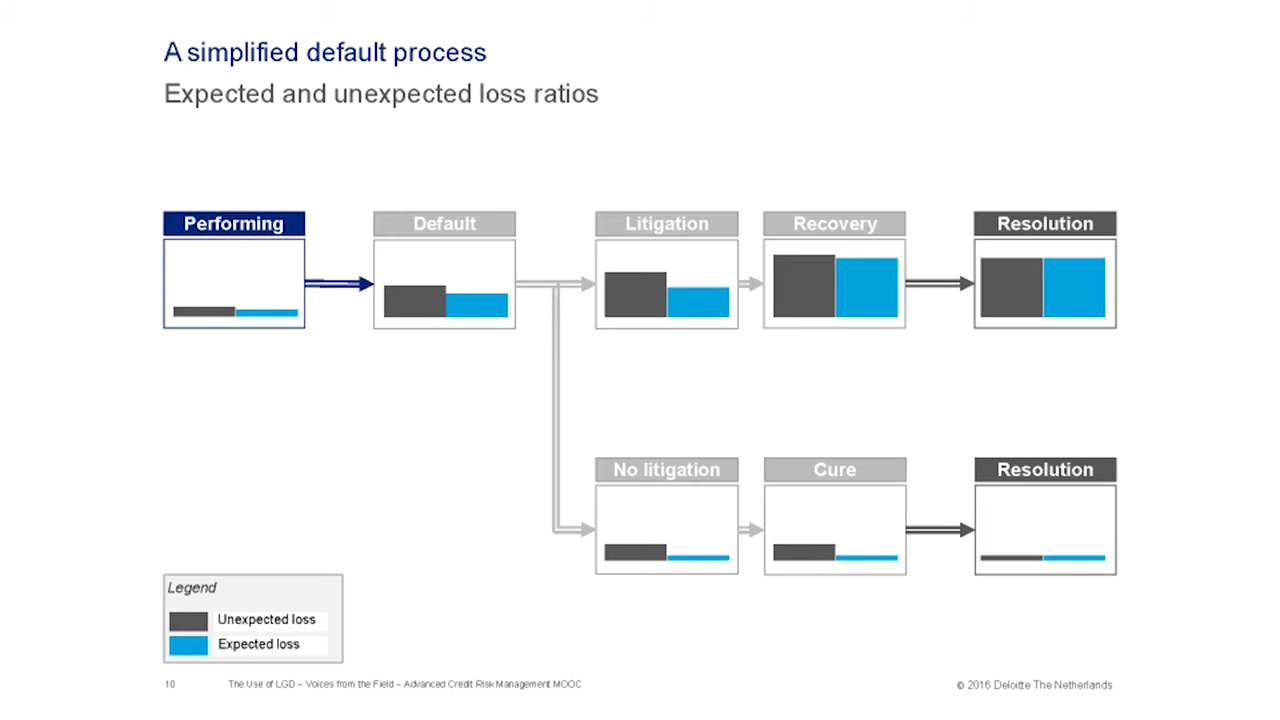 A simplified default process
Expected and unexpected loss ratios
Performing
Default
Litigation
Recovery
Resolution
No litigation
Cure
Resolution
Legend
Unexpected loss
Expected loss
10
The Use of LGD – Voices from the Field – Advanced Credit Risk Management MOOC
© 2016 Deloitte The Netherlands